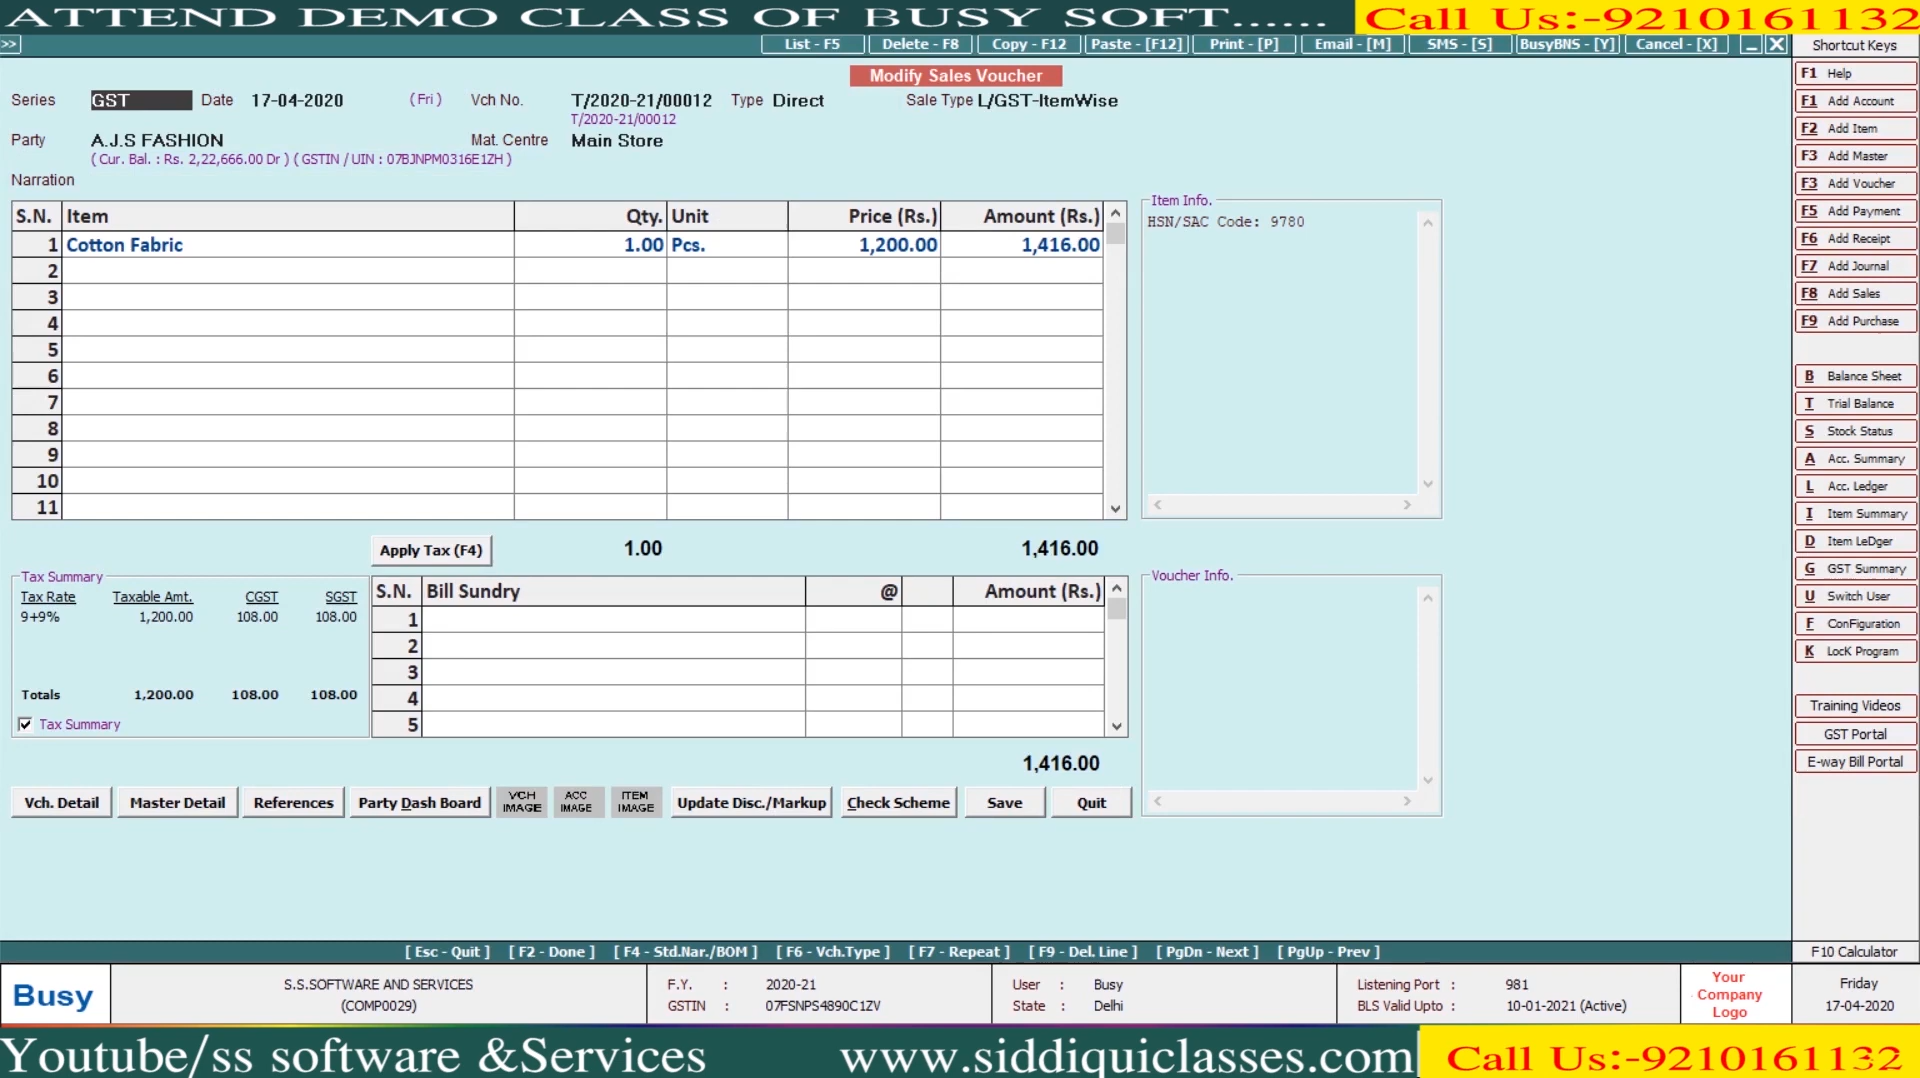 ATTEND DEMO CLASS OF BUSY SOFT......
Call Us:-9210161132
>> List - F5 Delete - F8 Copy - F12 Paste - [F12] Print - [P] Email - [M] SMS - [S] BusyBNS - [Y] Cancel - [X]
Shortcut Keys
Modify Sales Voucher
Series GST Date 17-04-2020 (Fri) Vch No. T/2020-21/00012 Type Direct Sale Type L/GST-ItemWise
T/2020-21/00012
Party A.J.S FASHION Mat. Centre Main Store
( Cur. Bal. : Rs. 2,22,666.00 Dr ) ( GSTIN / UIN : 07BJNPM0316E1ZH )
Narration
S.N. Item Qty. Unit Price (Rs.) Amount (Rs.)
1 Cotton Fabric 1.00 Pcs. 1,200.00 1,416.00
2
3
4
5
6
7
8
9
10
11
Item Info.
HSN/SAC Code: 9780
Apply Tax (F4) 1.00 1,416.00
Tax Summary
Tax Rate Taxable Amt. CGST SGST
9+9% 1,200.00 108.00 108.00
Totals 1,200.00 108.00 108.00
Tax Summary
S.N. Bill Sundry @ Amount (Rs.)
1
2
3
4
5
Voucher Info.
1,416.00
Vch. Detail Master Detail References Party Dash Board VCH IMAGE ACC IMAGE ITEM IMAGE Update Disc./Markup Check Scheme Save Quit
F1 Help
F1 Add Account
F2 Add Item
F3 Add Master
F3 Add Voucher
F5 Add Payment
F6 Add Receipt
F7 Add Journal
F8 Add Sales
F9 Add Purchase
B Balance Sheet
T Trial Balance
S Stock Status
A Acc. Summary
L Acc. Ledger
I Item Summary
D Item LeDger
G GST Summary
U Switch User
F ConFiguration
K LocK Program
Training Videos
GST Portal
E-way Bill Portal
[ Esc - Quit ] [ F2 - Done ] [ F4 - Std.Nar./BOM ] [ F6 - Vch.Type ] [ F7 - Repeat ] [ F9 - Del. Line ] [ PgDn - Next ] [ PgUp - Prev ]
F10 Calculator
Busy
S.S.SOFTWARE AND SERVICES
(COMP0029)
F.Y. : 2020-21
GSTIN : 07FSNPS4890C1ZV
User : Busy
State : Delhi
Listening Port : 981
BLS Valid Upto : 10-01-2021 (Active)
Your
Company
Logo
Friday
17-04-2020
Youtube/ss software &Services
www.siddiquiclasses.com
Call Us:-9210161132